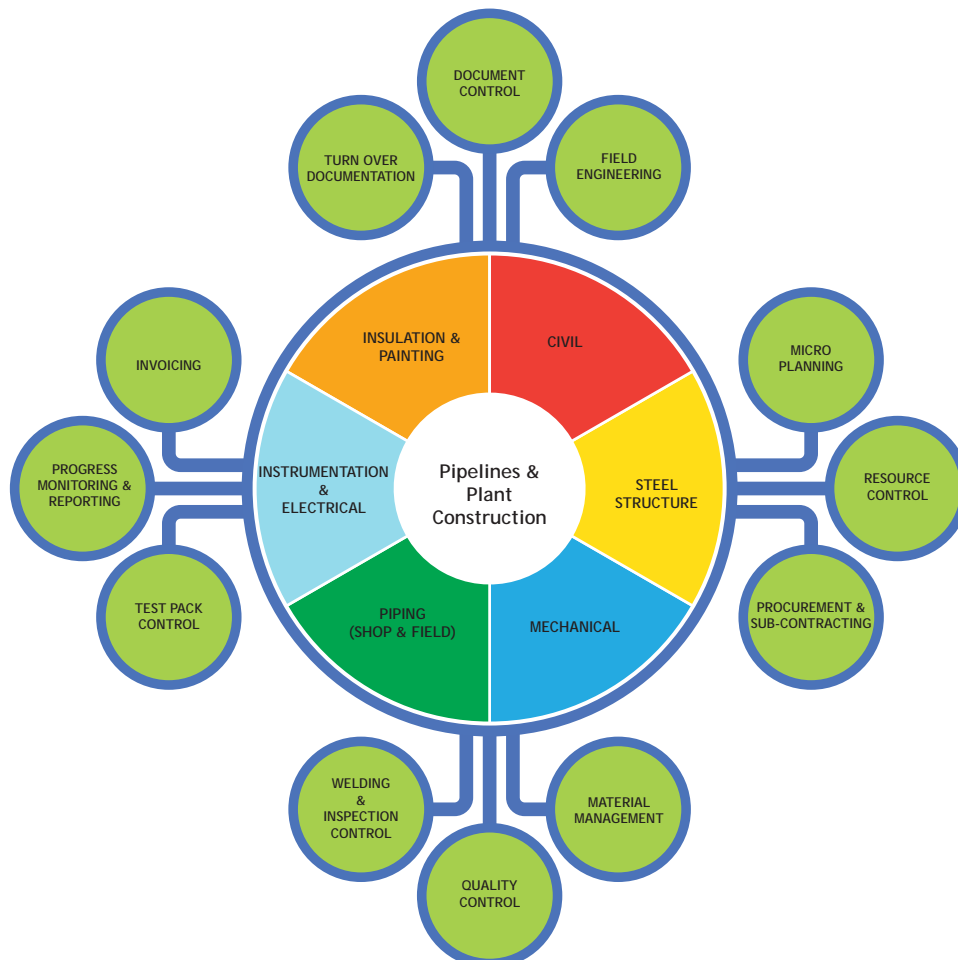 DOCUMENT
CONTROL
TURN OVER
DOCUMENTATION
FIELD
ENGINEERING
INSULATION &
PAINTING
CIVIL
INVOICING
MICRO
PLANNING
PROGRESS
MONITORING &
REPORTING
INSTRUMENTATION
&
ELECTRICAL
Pipelines &
Plant
Construction
STEEL
STRUCTURE
RESOURCE
CONTROL
TEST PACK
CONTROL
PIPING
(SHOP & FIELD)
MECHANICAL
PROCUREMENT &
SUB-CONTRACTING
WELDING
&
INSPECTION
CONTROL
MATERIAL
MANAGEMENT
QUALITY
CONTROL